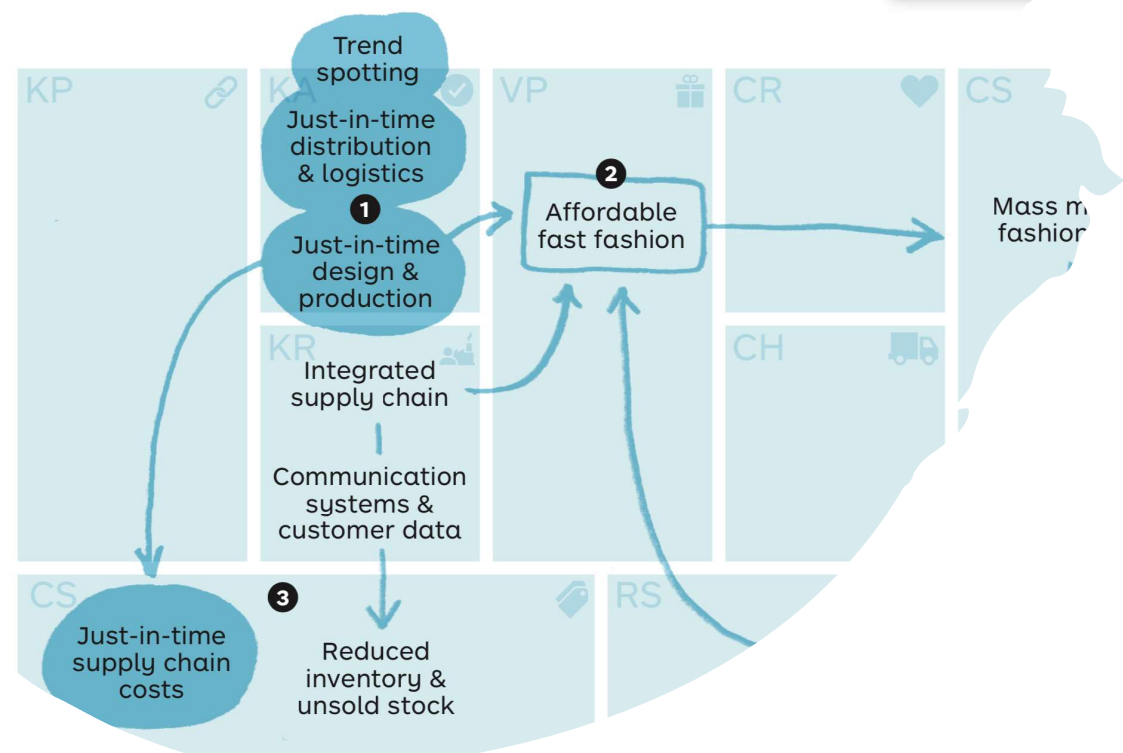 Trend
spotting
KP
KA
Just-in-time
distribution
& logistics
1
Just-in-time
design &
production
VP
2
Affordable
fast fashion
CR
CS
Mass
KR
Integrated
supply chain
Communication
systems &
customer data
CH
CS
3
Just-in-time
supply chain
costs
Reduced
inventory &
unsold stock
RS